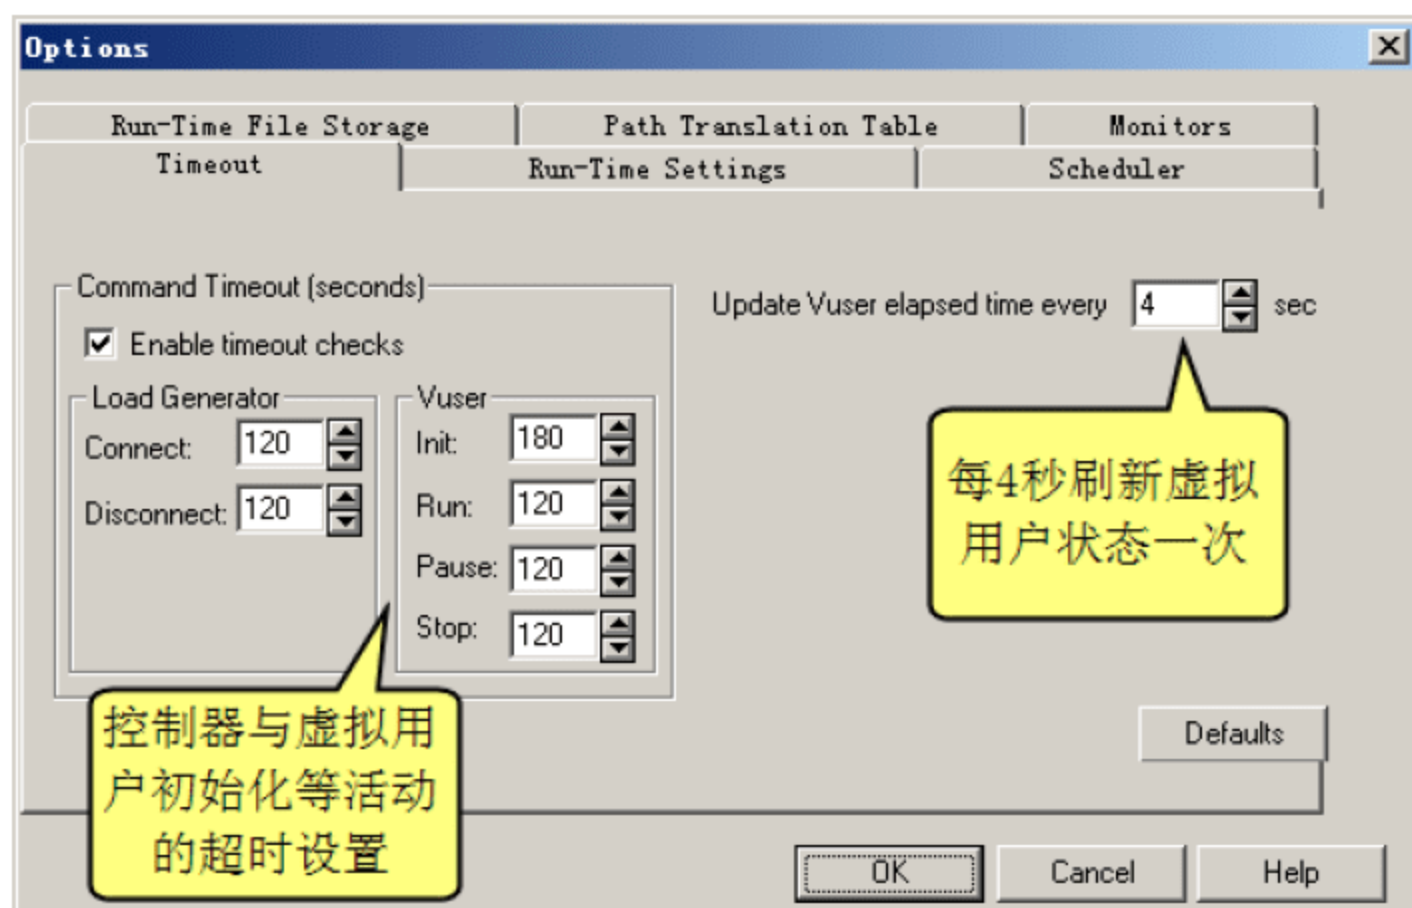 Options
Run-Time File Storage
Path Translation Table
Monitors
Timeout
Run-Time Settings
Scheduler
Command Timeout (seconds)
Enable timeout checks
Load Generator
Connect: 120
Disconnect: 120
Vuser
Init: 180
Run: 120
Pause: 120
Stop: 120
Update Vuser elapsed time every 4 sec
每4秒刷新虚拟
用户状态一次
控制器与虚拟用
户初始化等活动
的超时设置
Defaults
OK
Cancel
Help